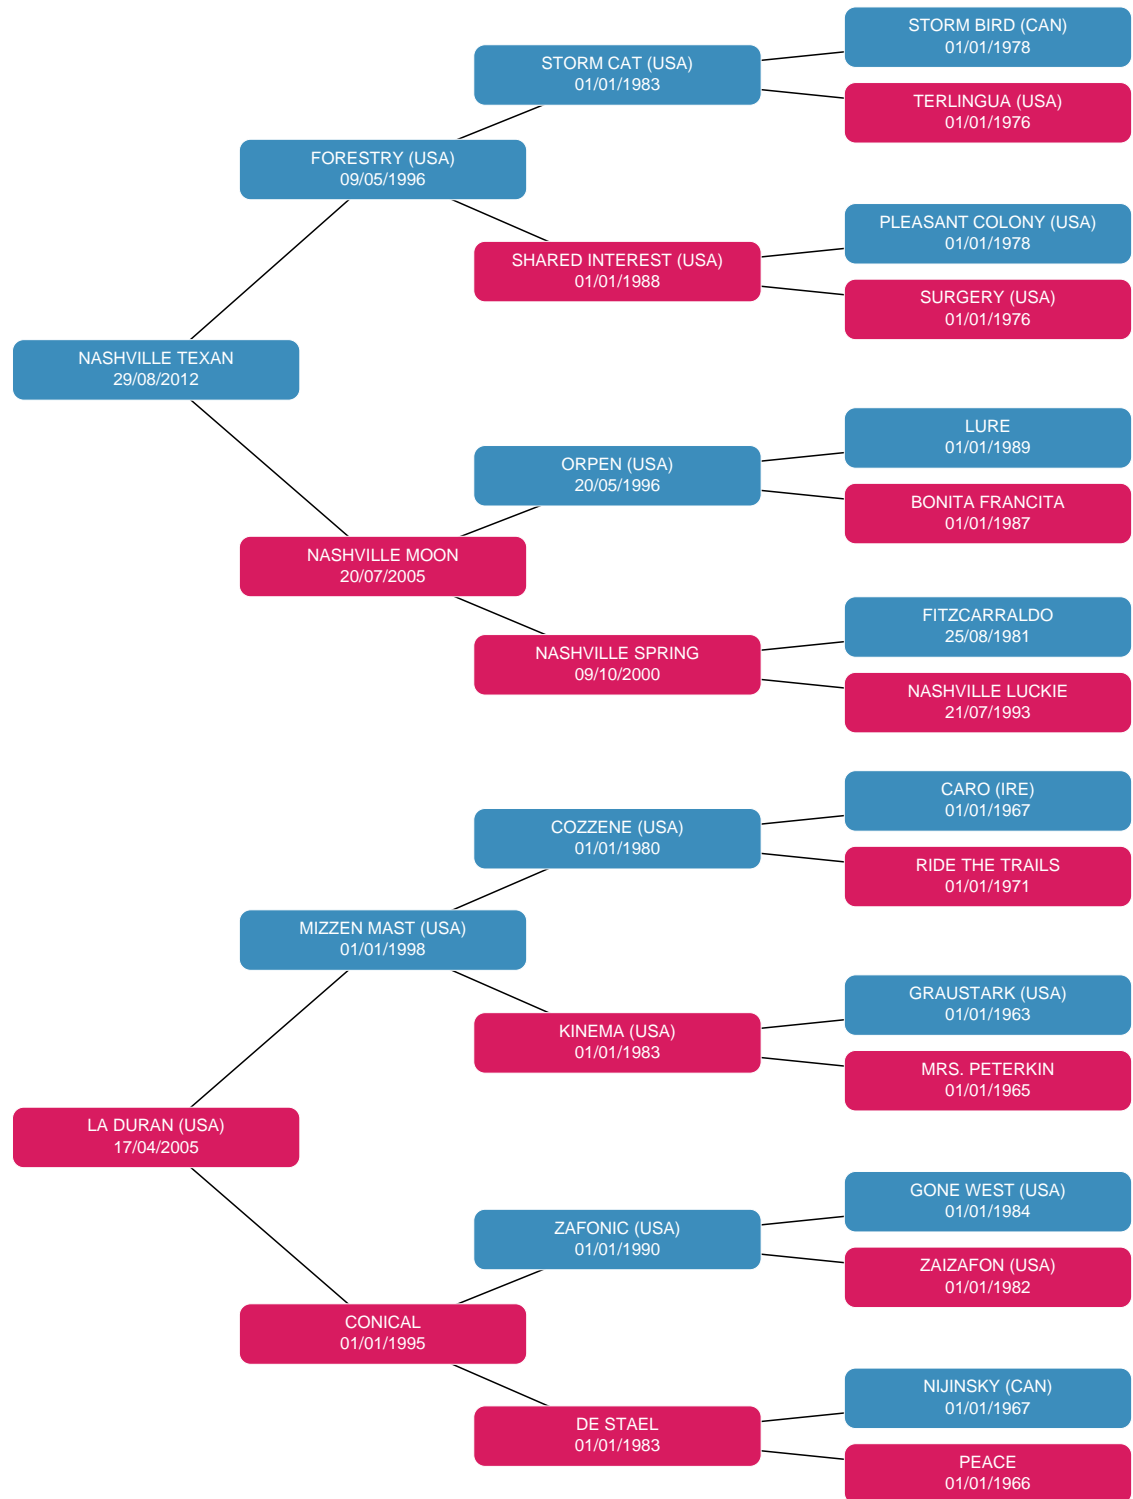 STORM BIRD (CAN)
01/01/1978
STORM CAT (USA)
01/01/1983
TERLINGUA (USA)
01/01/1976
FORESTRY (USA)
09/05/1996
PLEASANT COLONY (USA)
01/01/1978
SHARED INTEREST (USA)
01/01/1988
SURGERY (USA)
01/01/1976
NASHVILLE TEXAN
29/08/2012
LURE
01/01/1989
ORPEN (USA)
20/05/1996
BONITA FRANCITA
01/01/1987
NASHVILLE MOON
20/07/2005
FITZCARRALDO
25/08/1981
NASHVILLE SPRING
09/10/2000
NASHVILLE LUCKIE
21/07/1993
CARO (IRE)
01/01/1967
COZZENE (USA)
01/01/1980
RIDE THE TRAILS
01/01/1971
MIZZEN MAST (USA)
01/01/1998
GRAUSTARK (USA)
01/01/1963
KINEMA (USA)
01/01/1983
MRS. PETERKIN
01/01/1965
LA DURAN (USA)
17/04/2005
GONE WEST (USA)
01/01/1984
ZAFONIC (USA)
01/01/1990
ZAIZAFON (USA)
01/01/1982
CONICAL
01/01/1995
NIJINSKY (CAN)
01/01/1967
DE STAEL
01/01/1983
PEACE
01/01/1966